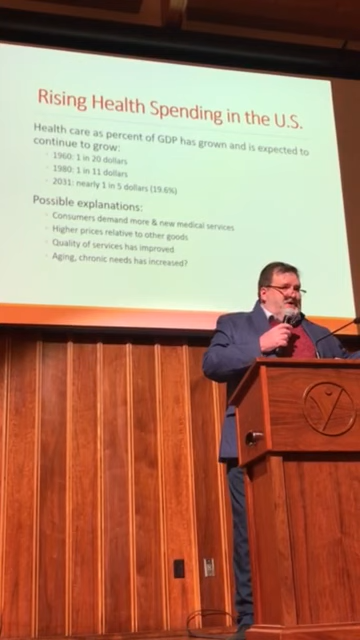 Rising Health Spending in the U.S.
Health care as percent of GDP has grown and is expected to
continue to grow:
1960: 1 in 20 dollars
1980: 1 in 11 dollars
2031: nearly 1 in 5 dollars (19.6%)
Possible explanations:
Consumers demand more & new medical services
Higher prices relative to other goods
Quality of services has improved
Aging, chronic needs has increased?